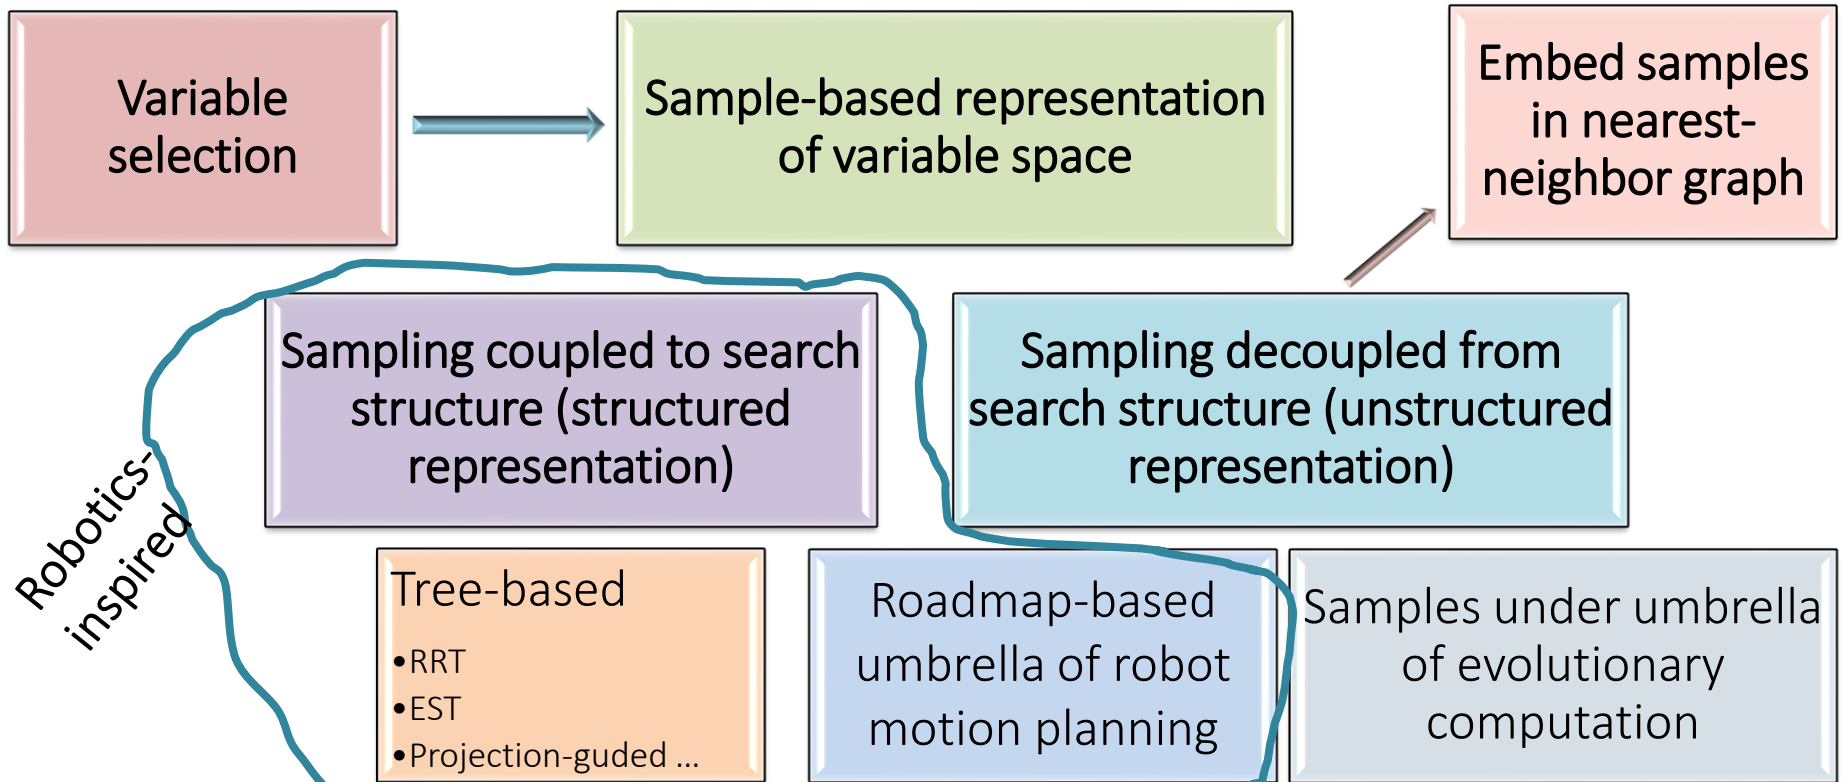 Variable
selection
Sample-based representation
of variable space
Embed samples
in nearest-
neighbor graph
Sampling coupled to search
structure (structured
representation)
Sampling decoupled from
search structure (unstructured
representation)
Robotics-
inspired
Tree-based
•RRT
•EST
•Projection-guded ...
Roadmap-based
umbrella of robot
motion planning
Samples under umbrella
of evolutionary
computation